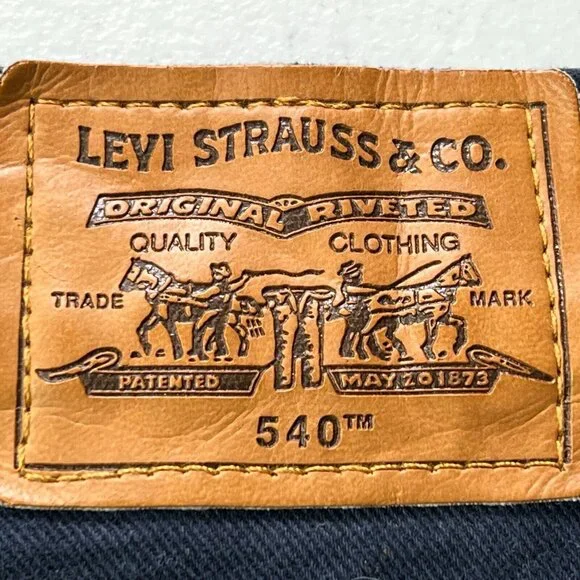 LEVI STRAUSS & CO.
ORIGINAL RIVETED
QUALITY CLOTHING
TRADE MARK
PATENTED MAY 20 1873
540™